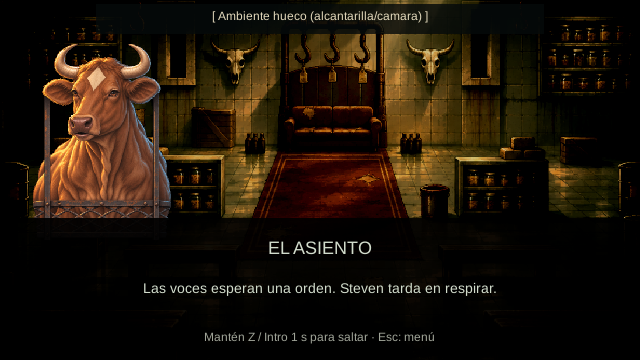 [ Ambiente hueco (alcantarilla/camara) ]
EL ASIENTO
Las voces esperan una orden. Steven tarda en respirar.
Mantén Z / Intro 1 s para saltar · Esc: menú